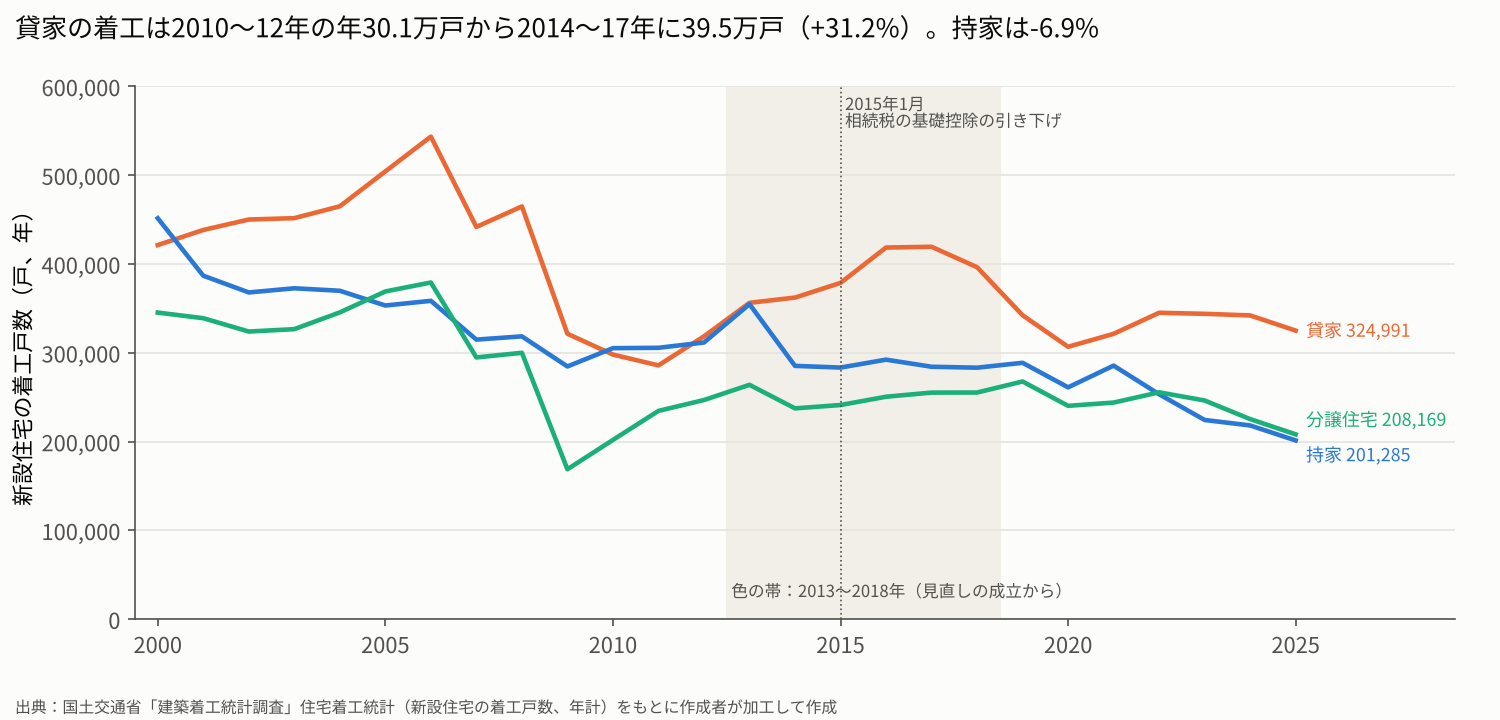 貸家の着工は2010〜12年の年30.1万戸から2014〜17年に39.5万戸（+31.2%）。持家は-6.9%
新設住宅の着工戸数（戸、年）
600,000
500,000
400,000
300,000
200,000
100,000
0
2015年1月
相続税の基礎控除の引き下げ
色の帯：2013〜2018年（見直しの成立から）
貸家 324,991
分譲住宅 208,169
持家 201,285
2000
2005
2010
2015
2020
2025
出典：国土交通省「建築着工統計調査」住宅着工統計（新設住宅の着工戸数、年計）をもとに作成者が加工して作成